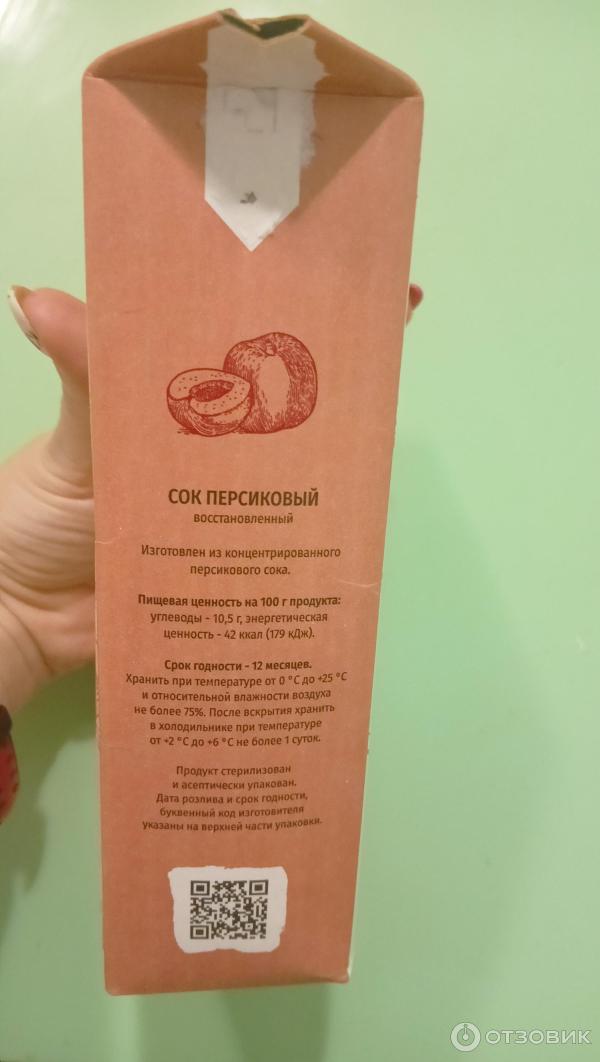 СОК ПЕРСИКОВЫЙ
восстановленный
Изготовлен из концентрированного
персикового сока.
Пищевая ценность на 100 г продукта:
углеводы - 10,5 г, энергетическая
ценность - 42 ккал (179 кДж).
Срок годности - 12 месяцев.
Хранить при температуре от 0 °С до +25 °С
и относительной влажности воздуха
не более 75%. После вскрытия хранить
в холодильнике при температуре
от +2 °С до +6 °С не более 1 суток.
Продукт стерилизован
и асептически упакован.
Дата розлива и срок годности,
буквенный код изготовителя
указаны на верхней части упаковки.
ОТЗОВИК